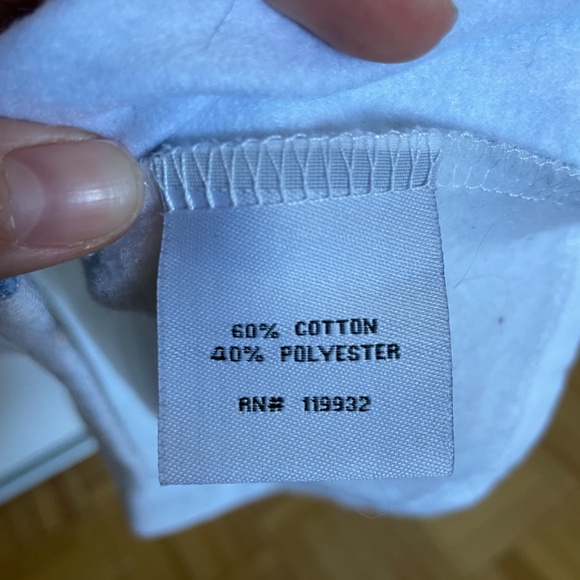 60% COTTON
40% POLYESTER
RN# 119932